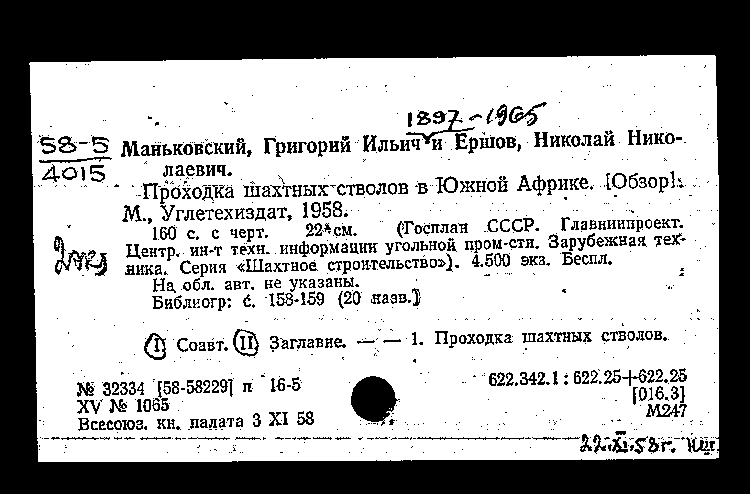 1897-1965
58-5
4015
Маньковский, Григорий Ильич и Ершов, Николай Нико-
лаевич.
Проходка шахтных стволов в Южной Африке. [Обзор].
М., Углетехиздат, 1958.
160 с. с черт. 22 см. (Госплан СССР. Главниипроект.
Центр. ин-т техн. информации угольной пром-сти. Зарубежная тех-
ника. Серия «Шахтное строительство»). 4.500 экз. Беспл.
На обл. авт. не указаны.
Библиогр: с. 158-159 (20 назв.)
I Соавт. II Заглавие. — — 1. Проходка шахтных стволов.
№ 32334 [58-58229] п 16-5
622.342.1 : 622.25+622.25
XV № 1065
[016.3]
Всесоюз. кн. палата 3 XI 58
М247
22.XI.58г.